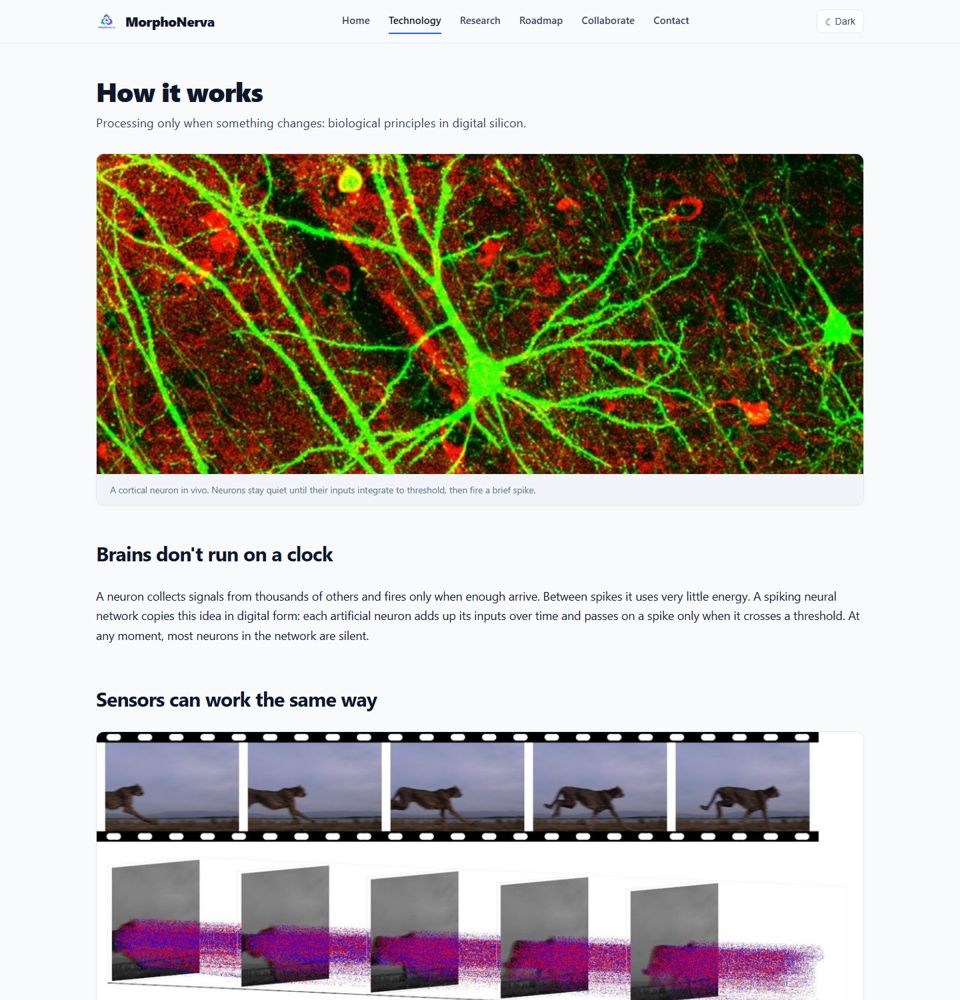 MorphoNerva
Home Technology Research Roadmap Collaborate Contact
☾ Dark
How it works
Processing only when something changes: biological principles in digital silicon.
A cortical neuron in vivo. Neurons stay quiet until their inputs integrate to threshold, then fire a brief spike.
Brains don't run on a clock
A neuron collects signals from thousands of others and fires only when enough arrive. Between spikes it uses very little energy. A spiking neural
network copies this idea in digital form: each artificial neuron adds up its inputs over time and passes on a spike only when it crosses a threshold. At
any moment, most neurons in the network are silent.
Sensors can work the same way